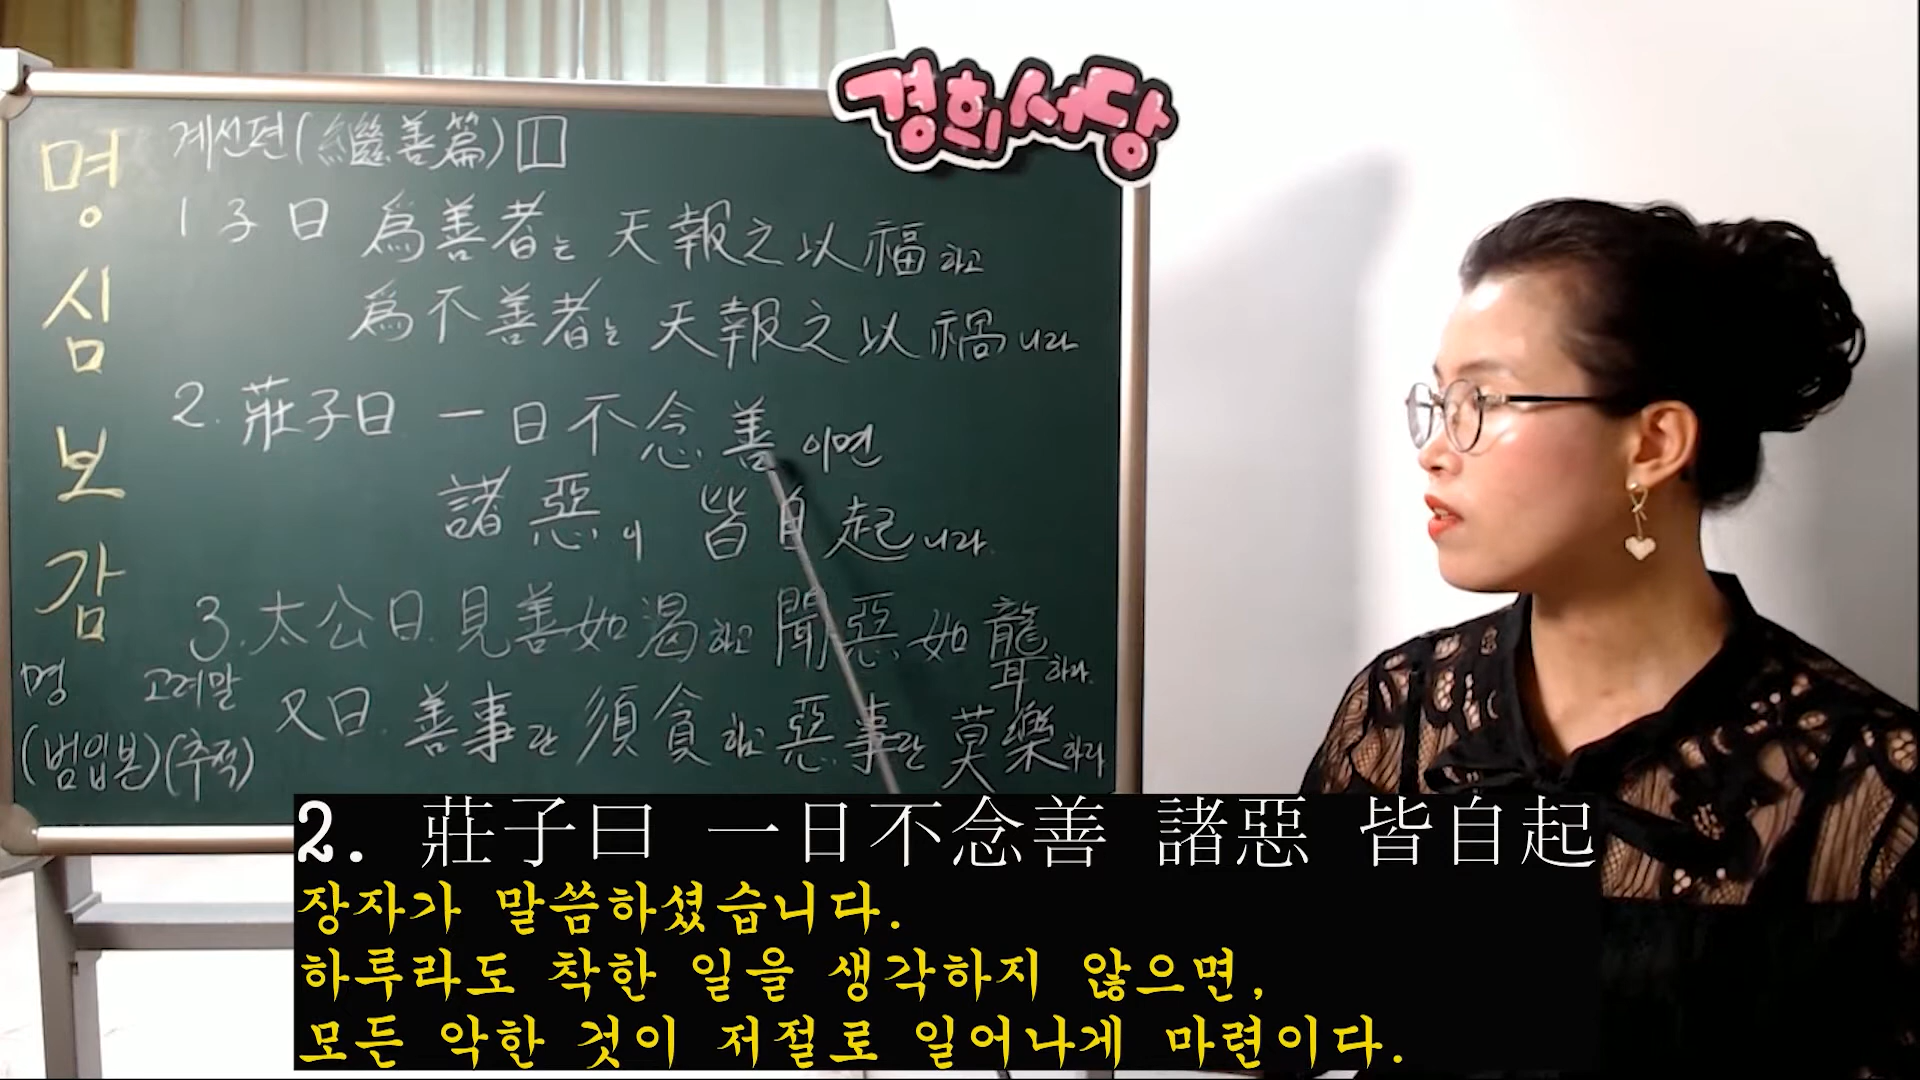 경희서당
명심보감
계선편(繼善篇)①
1 子曰 爲善者는 天報之以福하고
爲不善者는 天報之以禍니라
2. 莊子曰 一日不念善이면
諸惡이 皆自起니라.
3. 太公曰. 見善如渴하고 聞惡如聾하라.
又曰. 善事란 須貪하고 惡事란 莫樂하라
명 고려말
(범입본)(추적)
2. 莊子曰 一日不念善 諸惡 皆自起
장자가 말씀하셨습니다.
하루라도 착한 일을 생각하지 않으면,
모든 악한 것이 저절로 일어나게 마련이다.